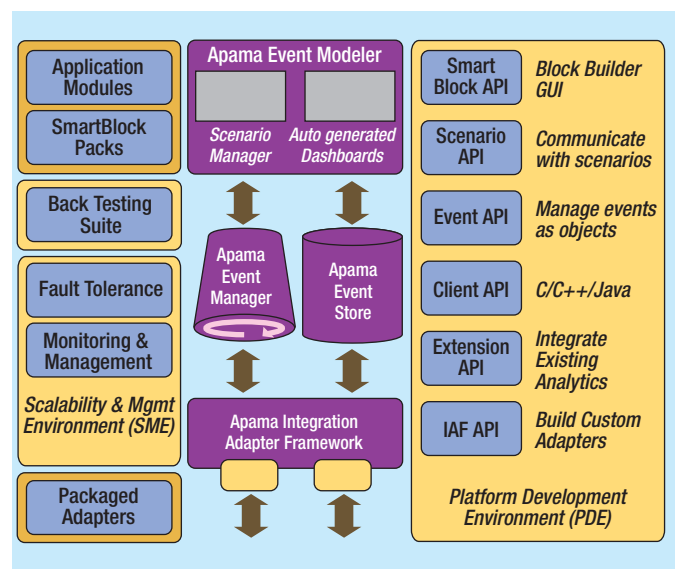 Application
Modules
SmartBlock
Packs
Back Testing
Suite
Fault Tolerance
Monitoring &
Management
Scalability & Mgmt
Environment (SME)
Packaged
Adapters
Apama Event Modeler
Scenario
Manager
Auto generated
Dashboards
Apama
Event
Manager
Apama
Event
Store
Apama Integration
Adapter Framework
Smart
Block API
Block Builder
GUI
Scenario
API
Communicate
with scenarios
Event API
Manage events
as objects
Client API
C/C++/Java
Extension
API
Integrate
Existing
Analytics
IAF API
Build Custom
Adapters
Platform Development
Environment (PDE)